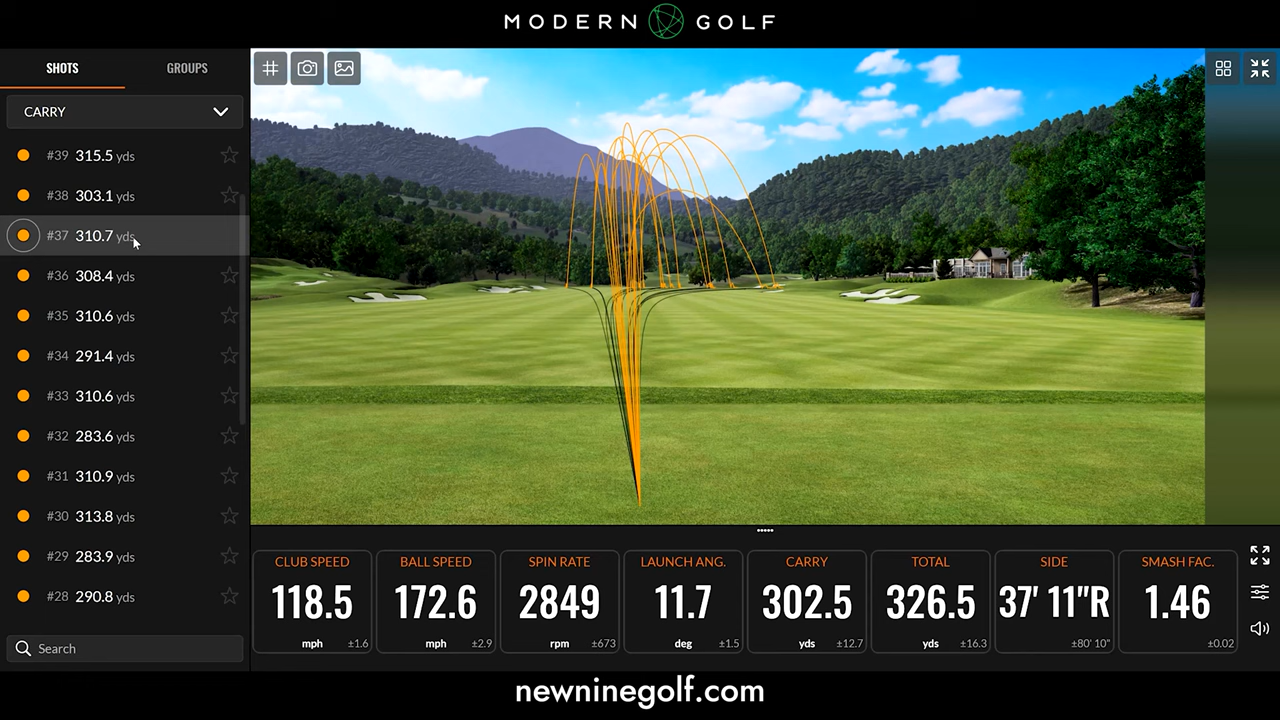 MODERN GOLF
SHOTS GROUPS
CARRY
#39 315.5 yds
#38 303.1 yds
#37 310.7 yds
#36 308.4 yds
#35 310.6 yds
#34 291.4 yds
#33 310.6 yds
#32 283.6 yds
#31 310.9 yds
#30 313.8 yds
#29 283.9 yds
#28 290.8 yds
Search
CLUB SPEED BALL SPEED SPIN RATE LAUNCH ANG. CARRY TOTAL SIDE SMASH FAC.
118.5 172.6 2849 11.7 302.5 326.5 37' 11"R 1.46
mph ±1.6 mph ±2.9 rpm ±673 deg ±1.5 yds ±12.7 yds ±16.3 ±80' 10" ±0.02
newninegolf.com